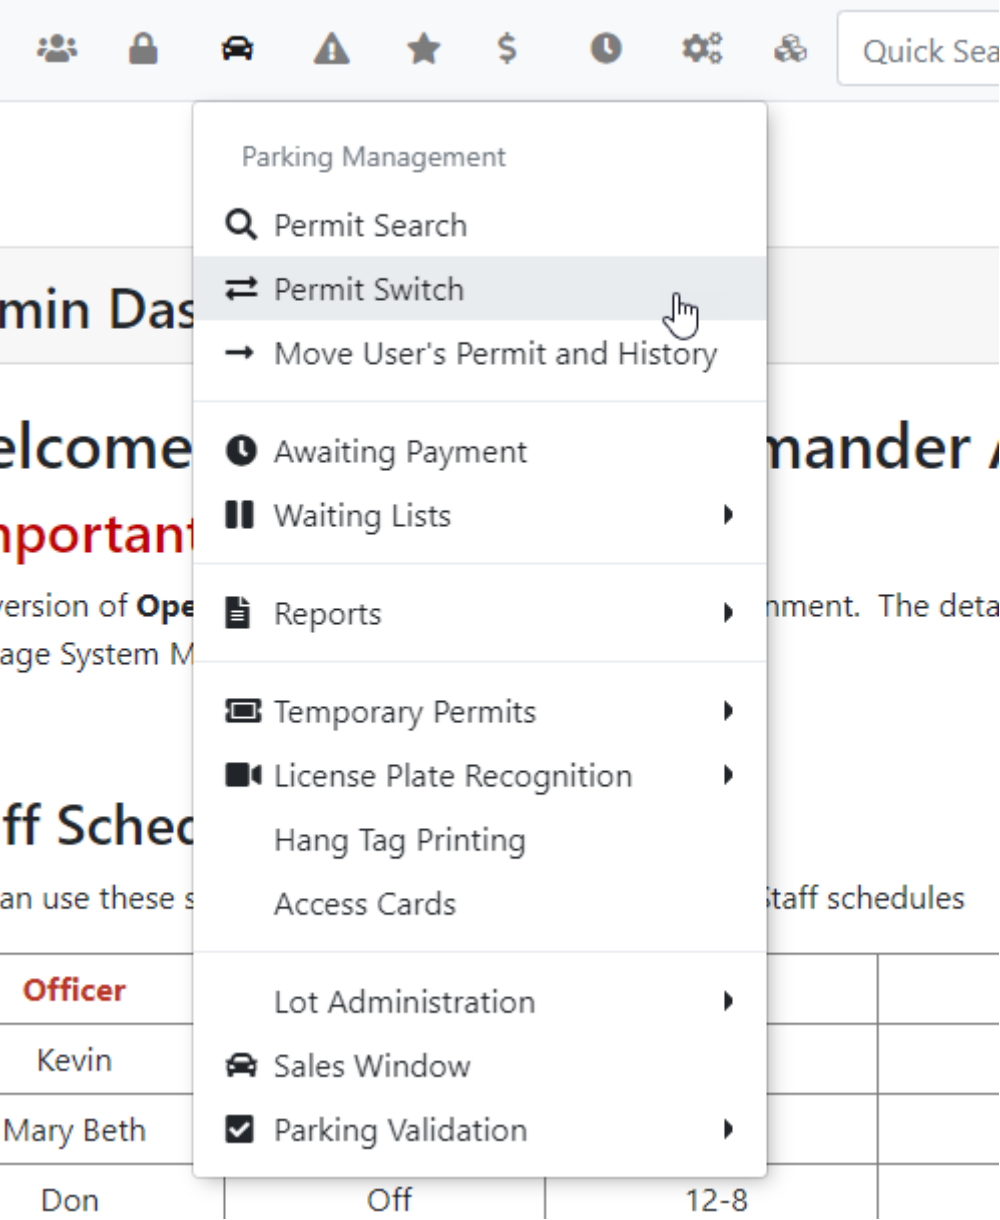 Quick Sea
Parking Management
Permit Search
Permit Switch
min Das
Move User's Permit and History
elcome
mander A
Awaiting Payment
Waiting Lists
mportant
version of Ope
Reports
nment. The deta
age System M
Temporary Permits
License Plate Recognition
ff Sched
Hang Tag Printing
an use these s
Access Cards
Staff schedules
Officer
Lot Administration
Kevin
Sales Window
Mary Beth
Parking Validation
Don Off 12-8